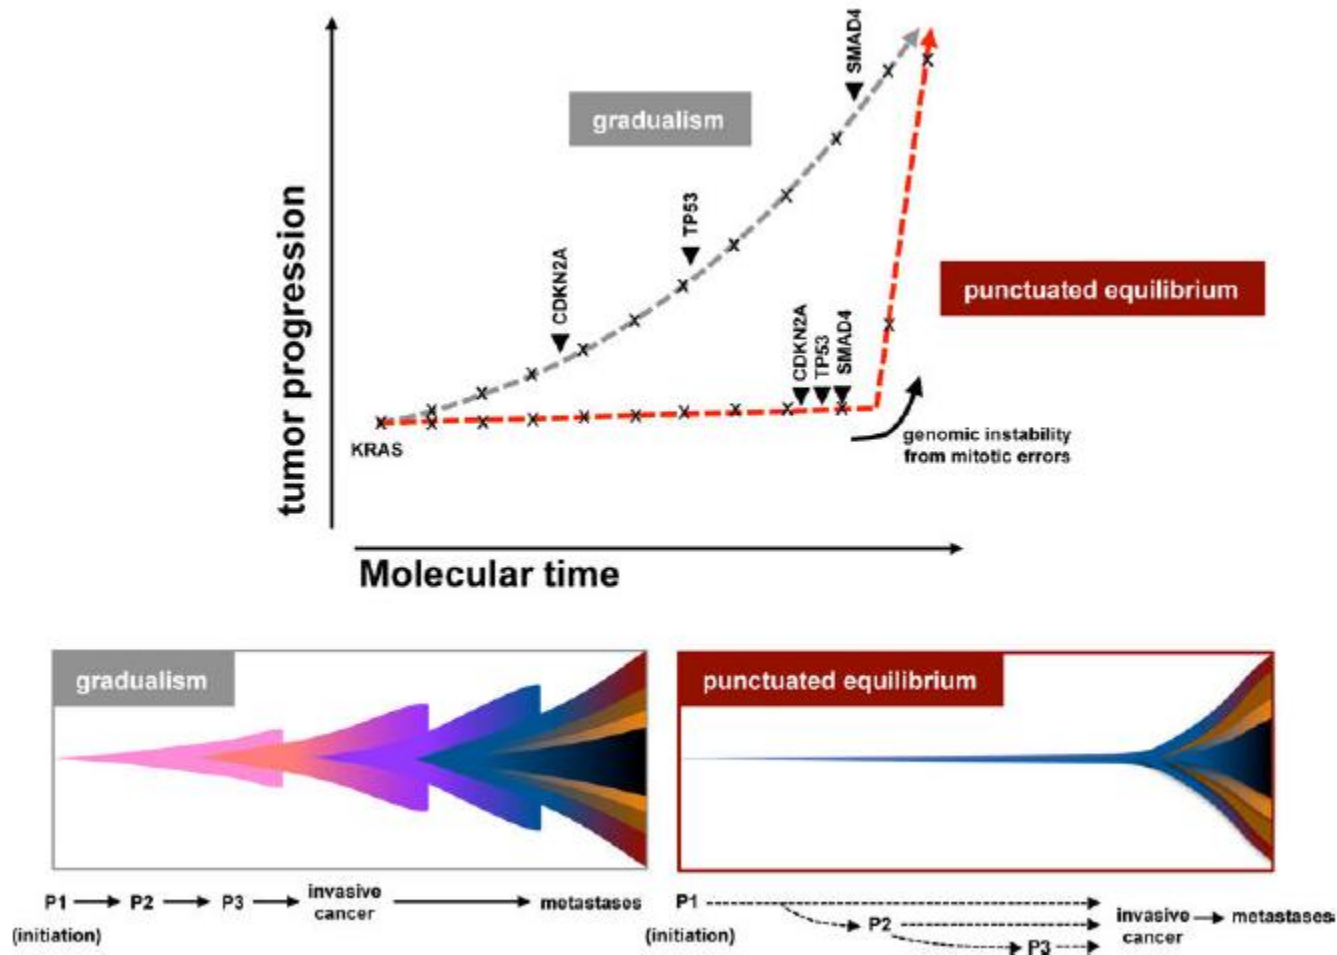 SMAD4
gradualism
TP53
CDKN2A
tumor progression
punctuated equilibrium
CDKN2A
TP53
SMAD4
KRAS
genomic instability
from mitotic errors
Molecular time
gradualism
punctuated equilibrium
P1
P2
P3
invasive
cancer
metastases
(initiation)
P1
P2
P3
invasive
cancer
metastases
(initiation)